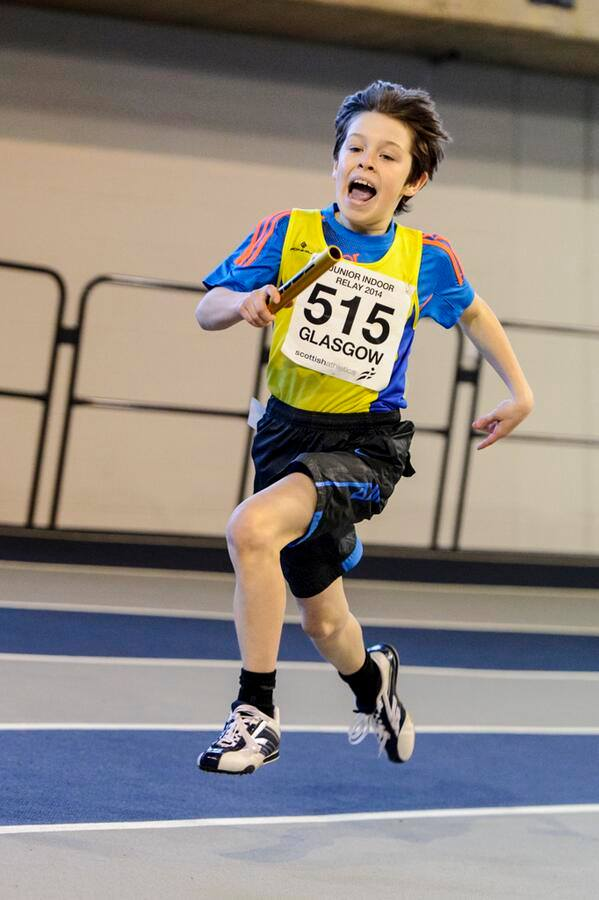 JUNIOR INDOOR
RELAY 2014
515
GLASGOW
scottishathletics